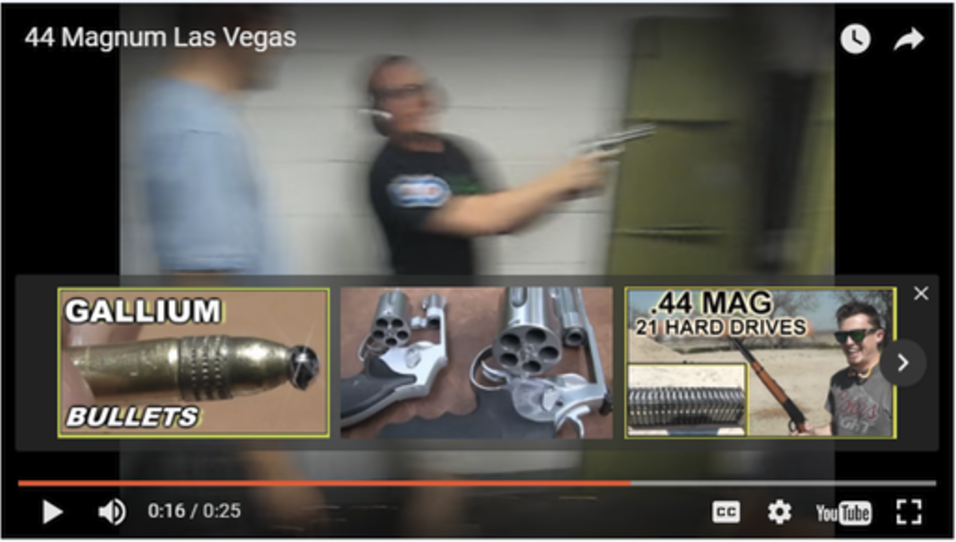 44 Magnum Las Vegas
GALLIUM
BULLETS
.44 MAG
21 HARD DRIVES
0:16 / 0:25
CC
YouTube